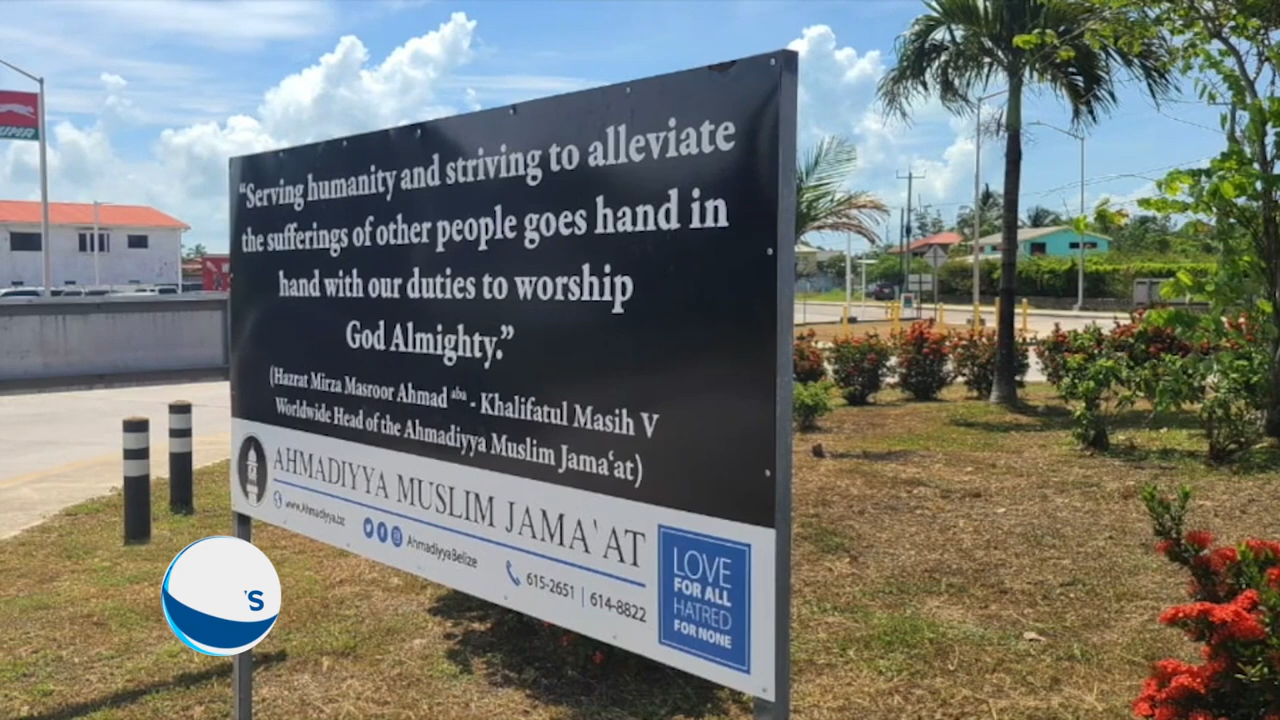 “Serving humanity and striving to alleviate
the sufferings of other people goes hand in
hand with our duties to worship
God Almighty.”
(Hazrat Mirza Masroor Ahmad aba - Khalifatul Masih V
Worldwide Head of the Ahmadiyya Muslim Jama‘at)
AHMADIYYA MUSLIM JAMA`AT
www.Ahmadiyya.bz
AhmadiyyaBelize
615-2651 | 614-8822
LOVE
FOR ALL
HATRED
FOR NONE